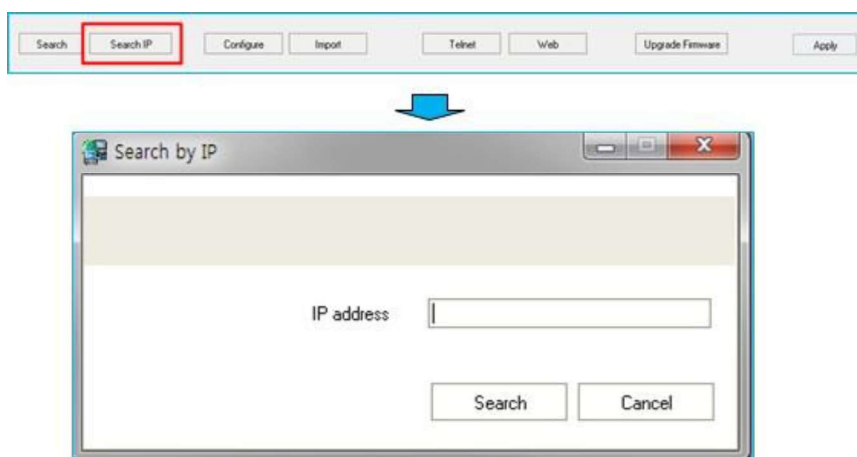 Search Search IP Configure Import Telnet Web Upgrade Firmware Apply
Search by IP
IP address
Search Cancel